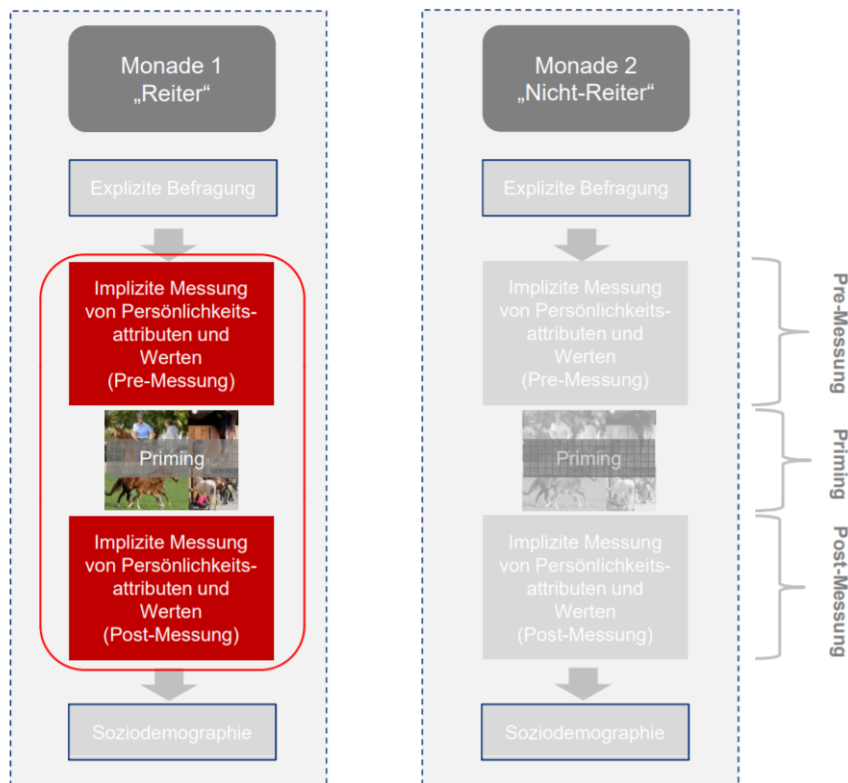 Monade 1
„Reiter“
Explizite Befragung
Implizite Messung
von Persönlichkeits-
attributen und
Werten
(Pre-Messung)
Priming
Implizite Messung
von Persönlichkeits-
attributen und
Werten
(Post-Messung)
Soziodemographie
Monade 2
„Nicht-Reiter“
Explizite Befragung
Implizite Messung
von Persönlichkeits-
attributen und
Werten
(Pre-Messung)
Priming
Implizite Messung
von Persönlichkeits-
attributen und
Werten
(Post-Messung)
Soziodemographie
Pre-Messung
Priming
Post-Messung